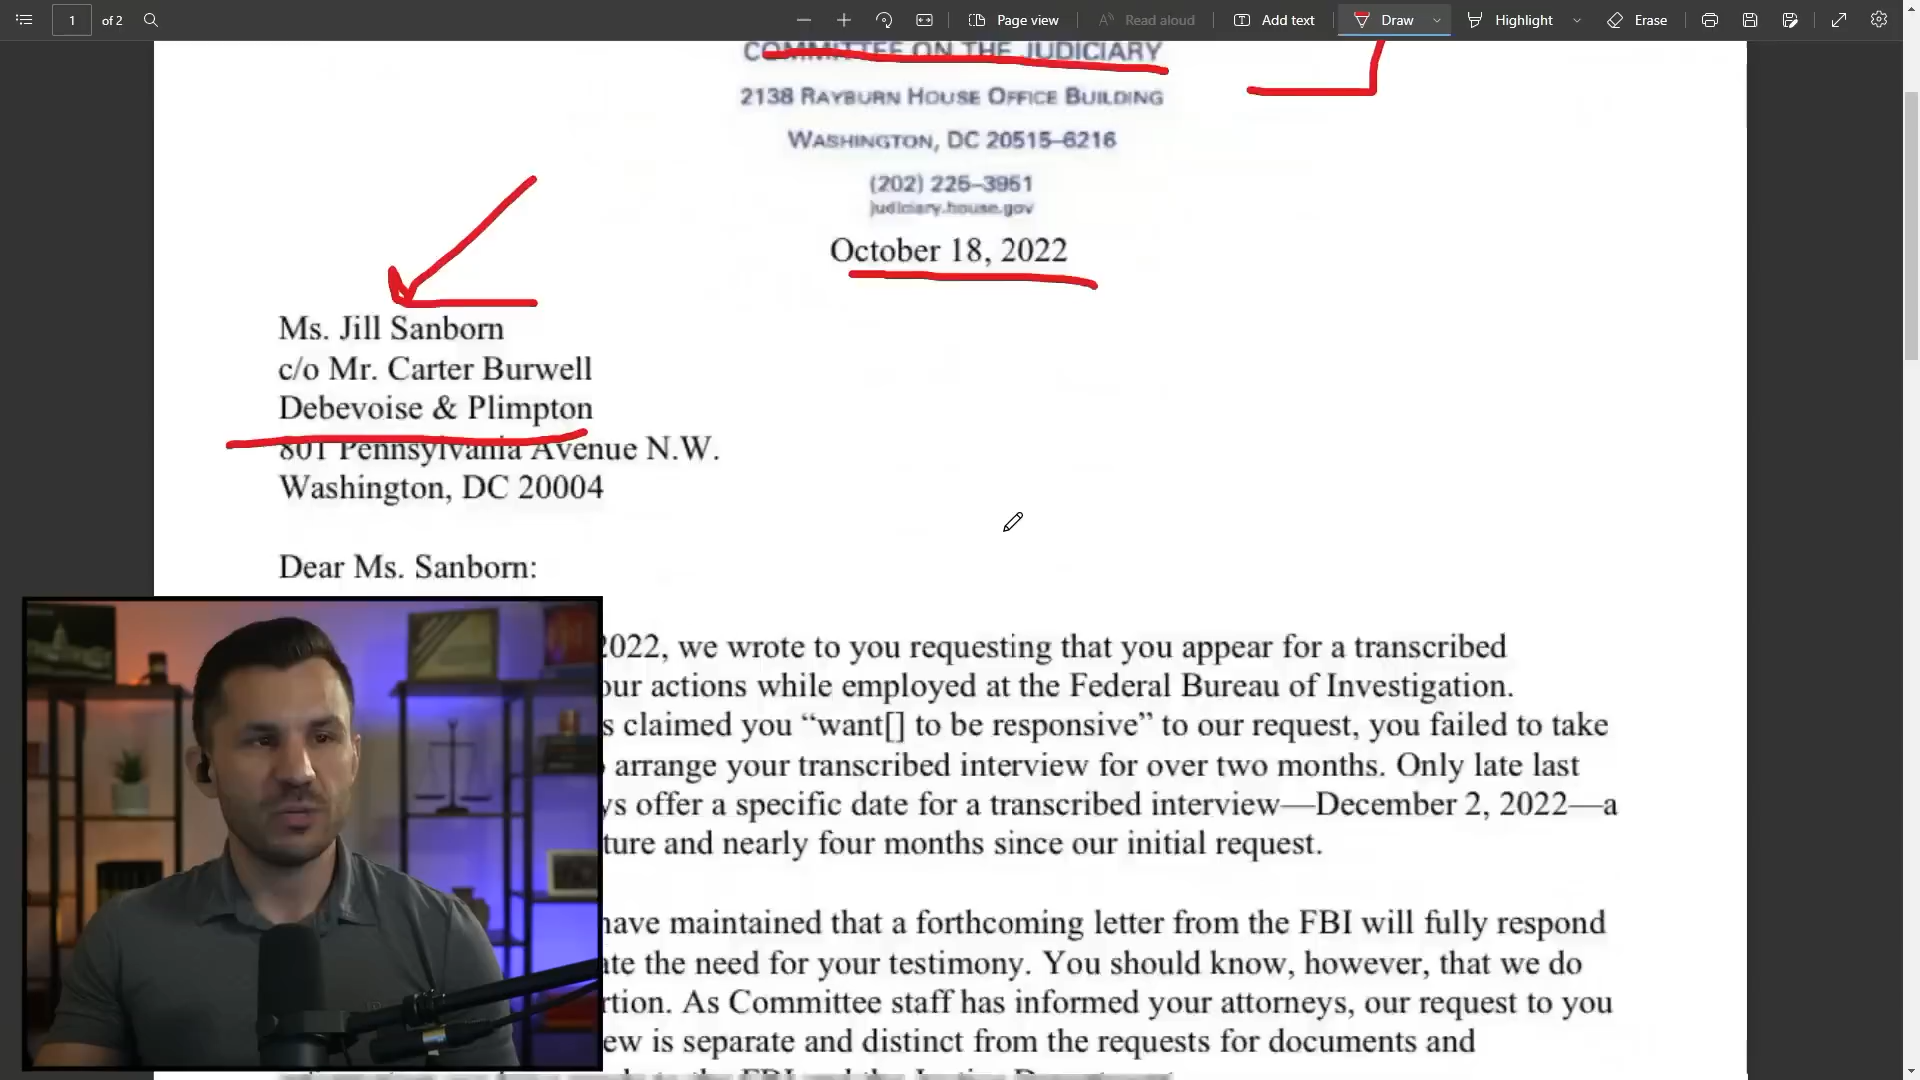 1 of 2 Page view Read aloud Add text Draw Highlight Erase
COMMITTEE ON THE JUDICIARY
2138 RAYBURN HOUSE OFFICE BUILDING
WASHINGTON, DC 20515–6216
(202) 225–3951
judiciary.house.gov
October 18, 2022
Ms. Jill Sanborn
c/o Mr. Carter Burwell
Debevoise & Plimpton
801 Pennsylvania Avenue N.W.
Washington, DC 20004
Dear Ms. Sanborn:
2022, we wrote to you requesting that you appear for a transcribed
our actions while employed at the Federal Bureau of Investigation.
s claimed you “want[] to be responsive” to our request, you failed to take
arrange your transcribed interview for over two months. Only late last
ys offer a specific date for a transcribed interview—December 2, 2022—a
ture and nearly four months since our initial request.
have maintained that a forthcoming letter from the FBI will fully respond
ate the need for your testimony. You should know, however, that we do
rtion. As Committee staff has informed your attorneys, our request to you
ew is separate and distinct from the requests for documents and